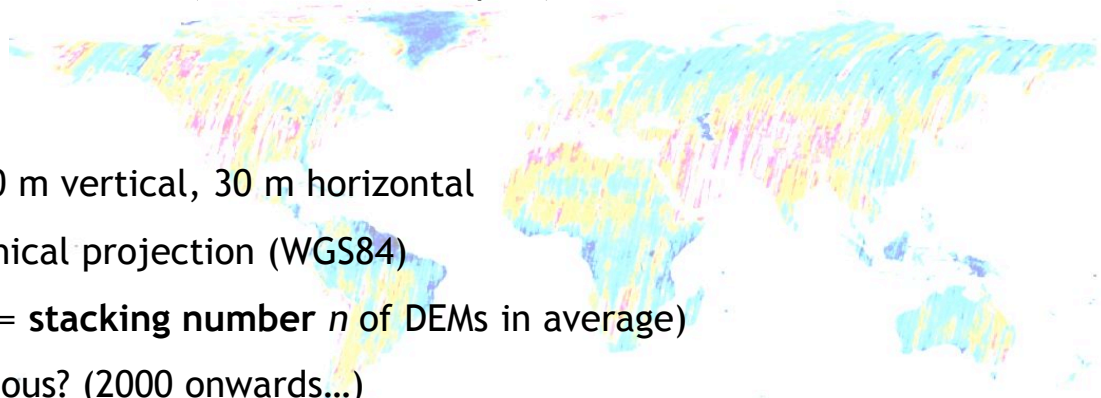 0 m vertical, 30 m horizontal
nical projection (WGS84)
= stacking number n of DEMs in average)
ous? (2000 onwards…)